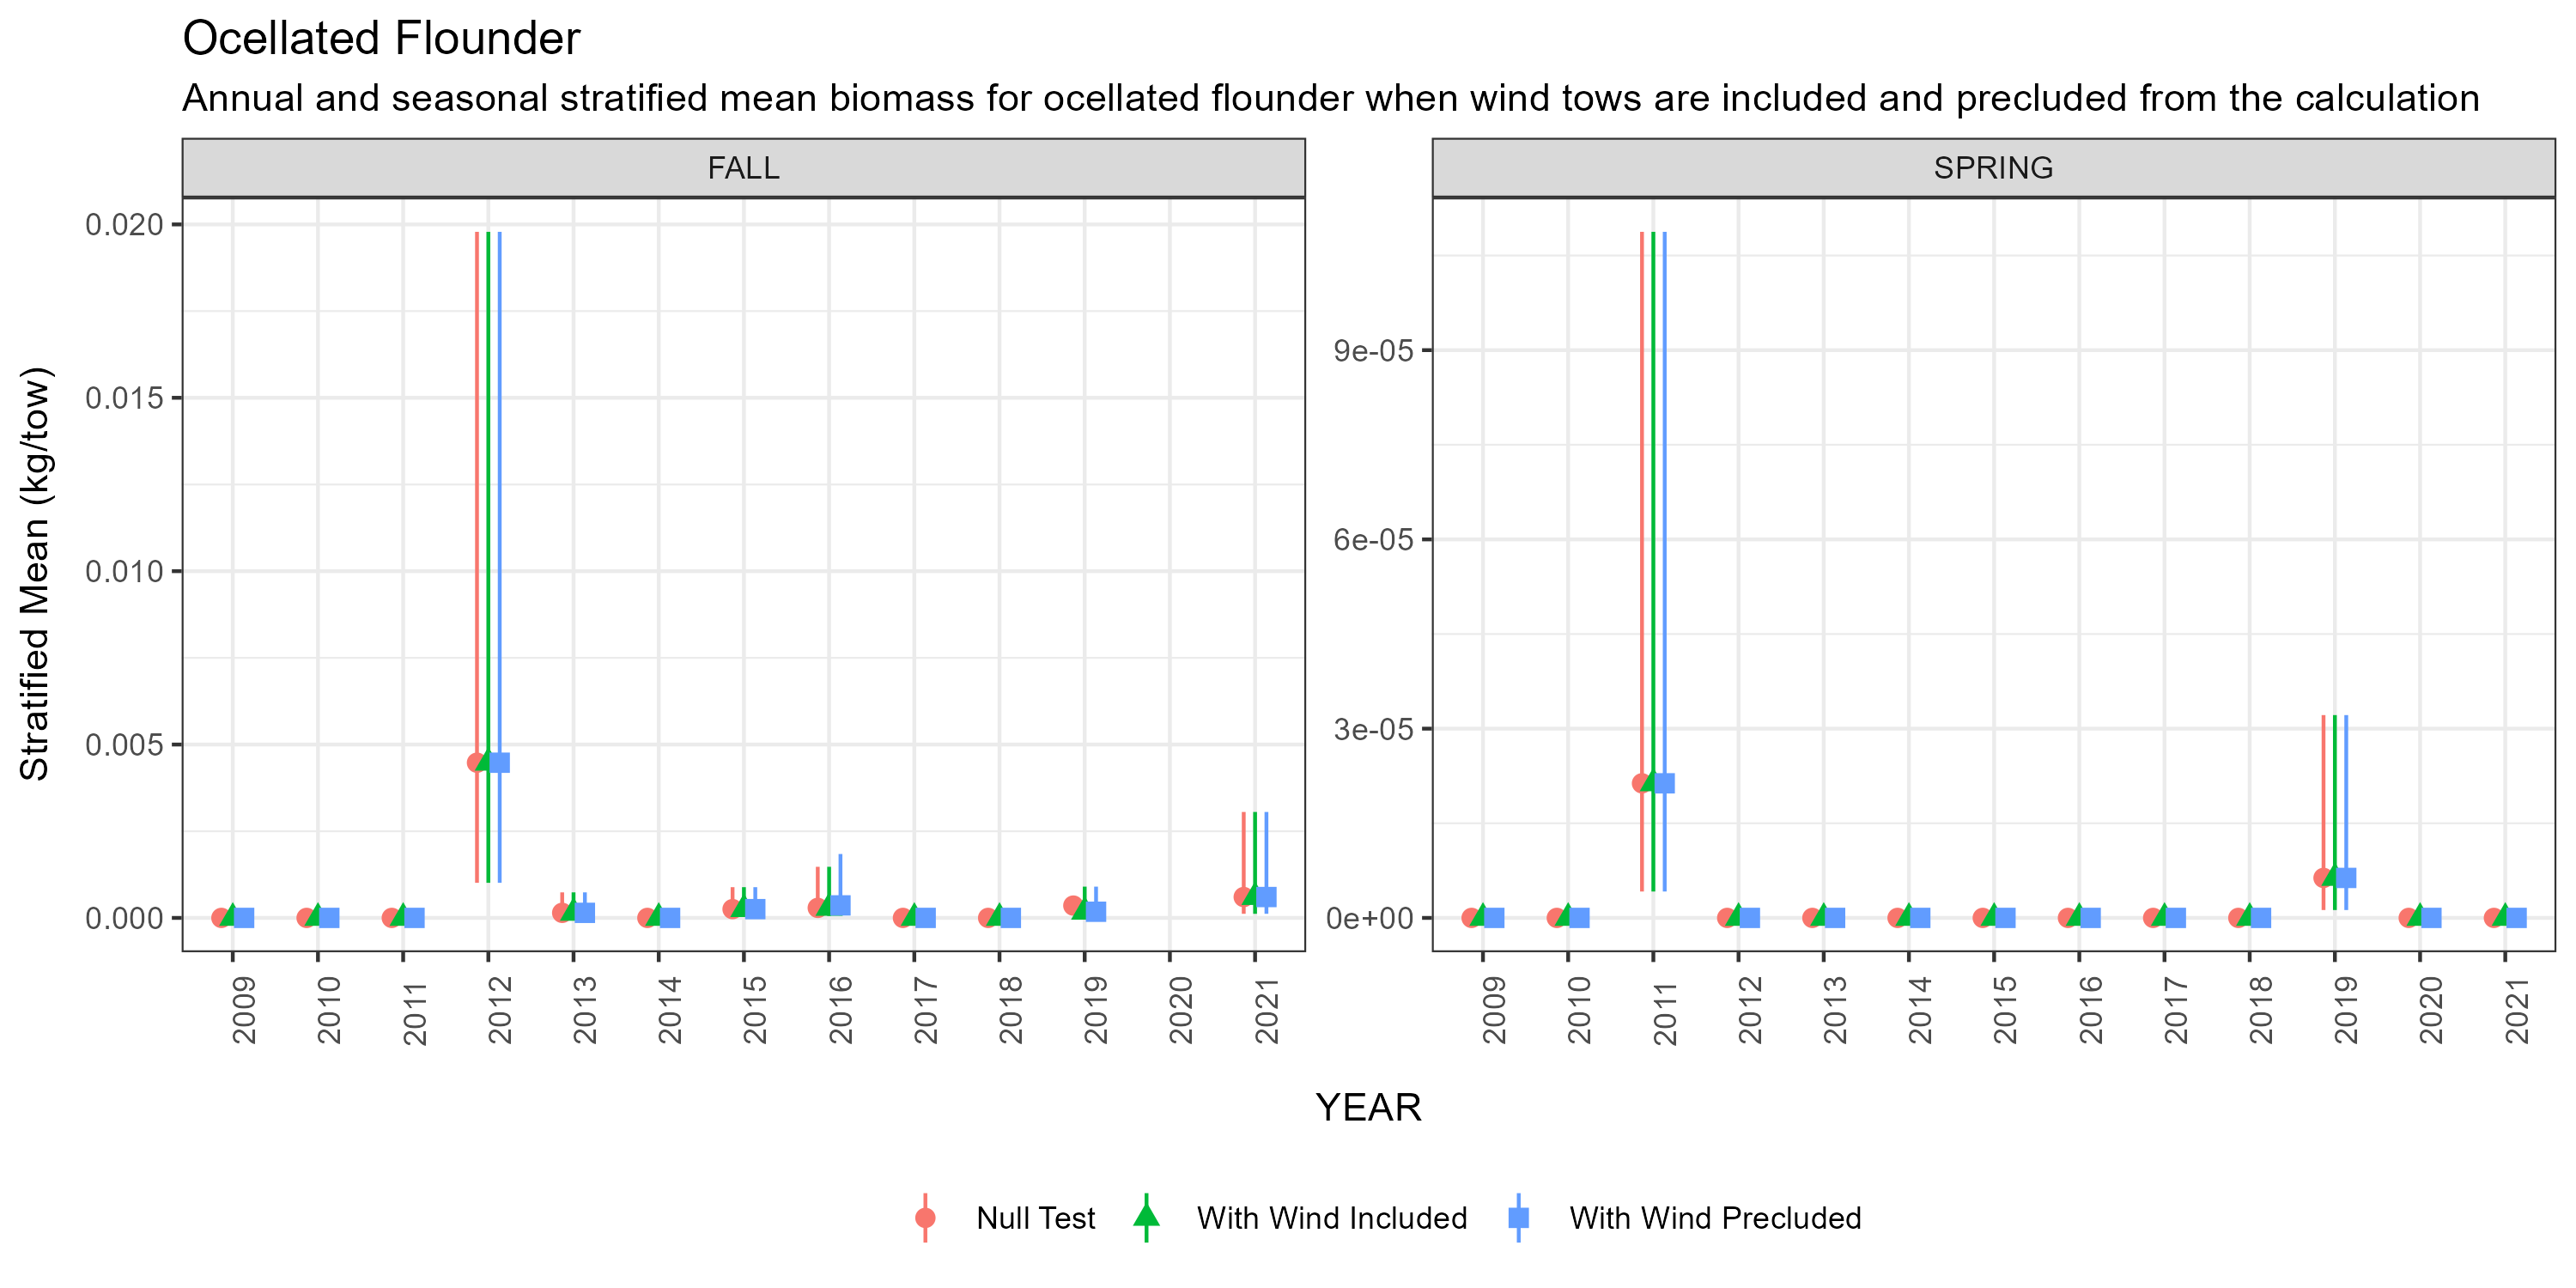 Ocellated Flounder
Annual and seasonal stratified mean biomass for ocellated flounder when wind tows are included and precluded from the calculation
FALL
SPRING
Stratified Mean (kg/tow)
0.020
0.015
0.010
0.005
0.000
9e-05
6e-05
3e-05
0e+00
2009 2010 2011 2012 2013 2014 2015 2016 2017 2018 2019 2020 2021
2009 2010 2011 2012 2013 2014 2015 2016 2017 2018 2019 2020 2021
YEAR
Null Test With Wind Included With Wind Precluded